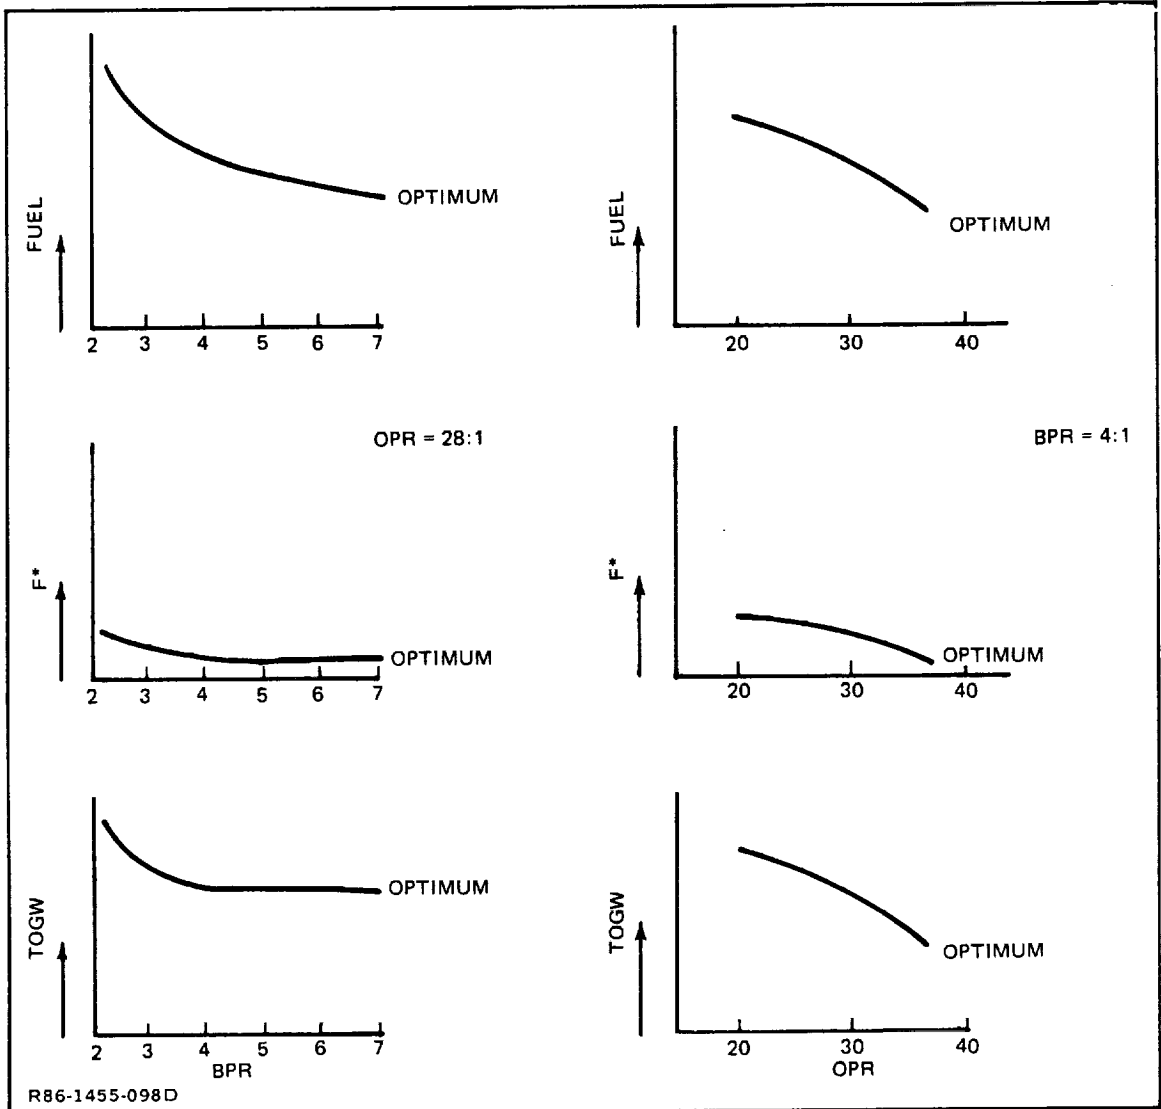 FUEL
OPTIMUM
2 3 4 5 6 7
FUEL
OPTIMUM
20 30 40
OPR = 28:1
F*
OPTIMUM
2 3 4 5 6 7
BPR = 4:1
F*
OPTIMUM
20 30 40
TOGW
OPTIMUM
2 3 4 5 6 7
BPR
TOGW
OPTIMUM
20 30 40
OPR
R86-1455-098D